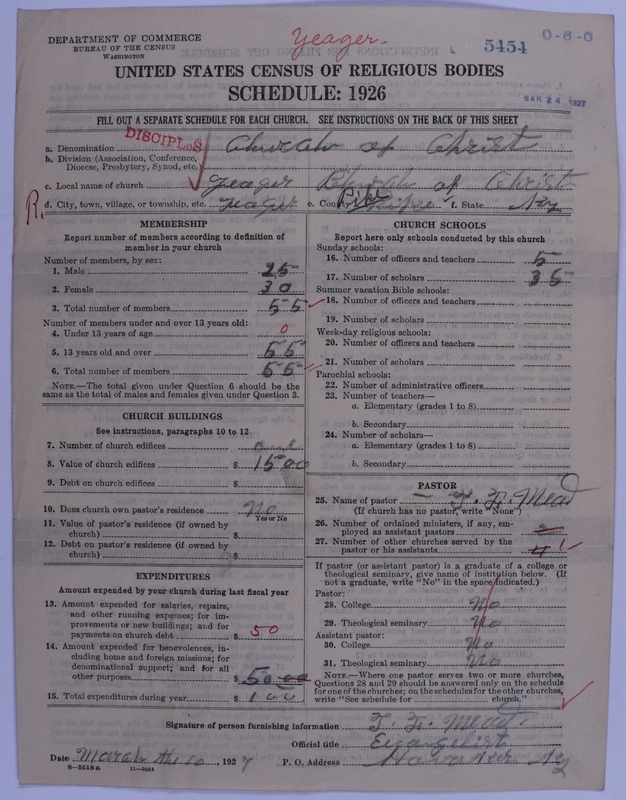 DEPARTMENT OF COMMERCE
BUREAU OF THE CENSUS
WASHINGTON
Yeager
5454
0-6-0
UNITED STATES CENSUS OF RELIGIOUS BODIES
SCHEDULE: 1926
MAR 24 1927
FILL OUT A SEPARATE SCHEDULE FOR EACH CHURCH. SEE INSTRUCTIONS ON THE BACK OF THIS SHEET
DISCIPLES
a. Denomination Church of Christ
b. Division (Association, Conference,
Diocese, Presbytery, Synod, etc.)
c. Local name of church Yeager Church of Christ
R. d. City, town, village, or township, etc. Yeager e. County Pike f. State Ky
MEMBERSHIP
Report number of members according to definition of
member in your church
Number of members, by sex:
1. Male 25
2. Female 30
3. Total number of members 55
Number of members under and over 13 years old:
4. Under 13 years of age 0
5. 13 years old and over 55
6. Total number of members 55
NOTE.—The total given under Question 6 should be the
same as the total of males and females given under Question 3.
CHURCH BUILDINGS
See instructions, paragraphs 10 to 12
7. Number of church edifices
8. Value of church edifices $ 1500
9. Debt on church edifices $
10. Does church own pastor's residence No
Yes or No
11. Value of pastor's residence (if owned by
church) $
12. Debt on pastor's residence (if owned by
church) $
EXPENDITURES
Amount expended by church during last fiscal year
13. Amount expended for salaries, repairs,
and other running expenses; for im-
provements or new buildings; and for
payments on church debt $ 50
14. Amount expended for benevolences, in-
cluding home and foreign missions; for
denominational support; and for all
other purposes $ 50 00
15. Total expenditures during year $ 100
CHURCH SCHOOLS
Report here only schools conducted by this church
Sunday schools:
16. Number of officers and teachers 5
17. Number of scholars 35
Summer vacation Bible schools:
18. Number of officers and teachers
19. Number of scholars
Week-day religious schools:
20. Number of officers and teachers
21. Number of scholars
Parochial schools:
22. Number of administrative officers
23. Number of teachers—
a. Elementary (grades 1 to 8)
b. Secondary
24. Number of scholars—
a. Elementary (grades 1 to 8)
b. Secondary
PASTOR
25. Name of pastor Mead
(If church has no pastor, write "None")
26. Number of ordained ministers, if any, em-
ployed as assistant pastors 2
27. Number of other churches served by the
pastor or his assistants 4 1
If pastor (or assistant pastor) is a graduate of a college or
theological seminary, give name of institution below. (If
not a graduate, write "No" in the space indicated.)
Pastor:
28. College No
29. Theological seminary No
Assistant pastor:
30. College No
31. Theological seminary No
NOTE.—Where one pastor serves two or more churches,
Questions 28 and 29 should be answered only on the schedule
for one of the churches; on the schedules for the other churches,
write "See schedule for church."
Signature of person furnishing information Mead
Official title Evangelist
Date March the 10, 1927 P. O. Address Ky
8—5518a 11—9054